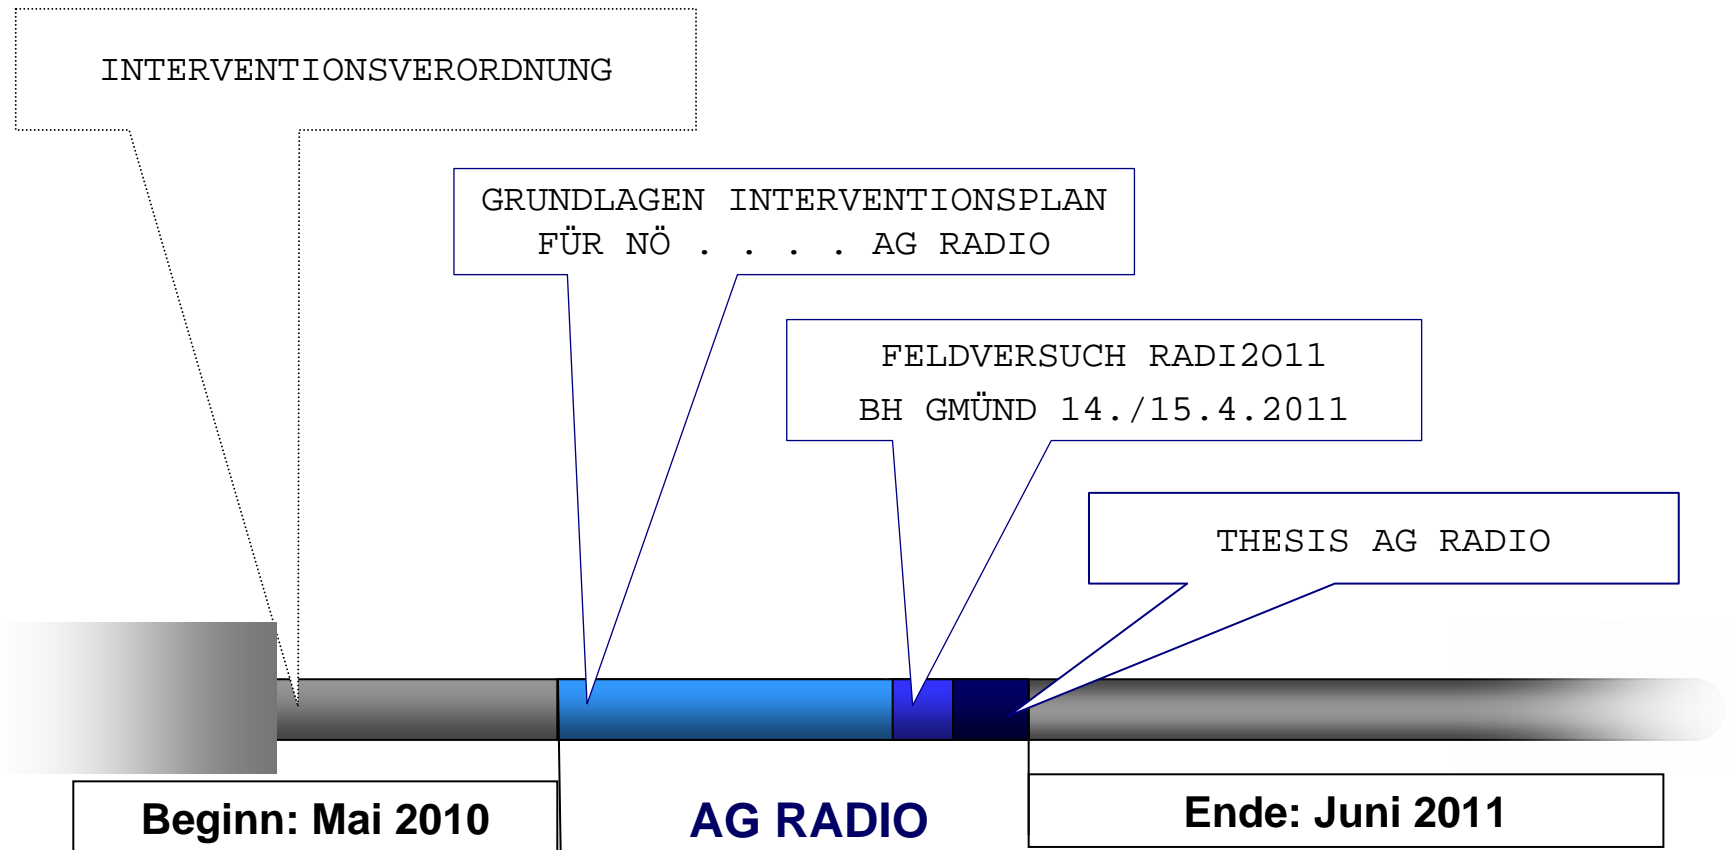 INTERVENTIONSVERORDNUNG
GRUNDLAGEN INTERVENTIONSPLAN
FÜR NÖ . . . . AG RADIO
FELDVERSUCH RADI2O11
BH GMÜND 14./15.4.2011
THESIS AG RADIO
Beginn: Mai 2010
AG RADIO
Ende: Juni 2011